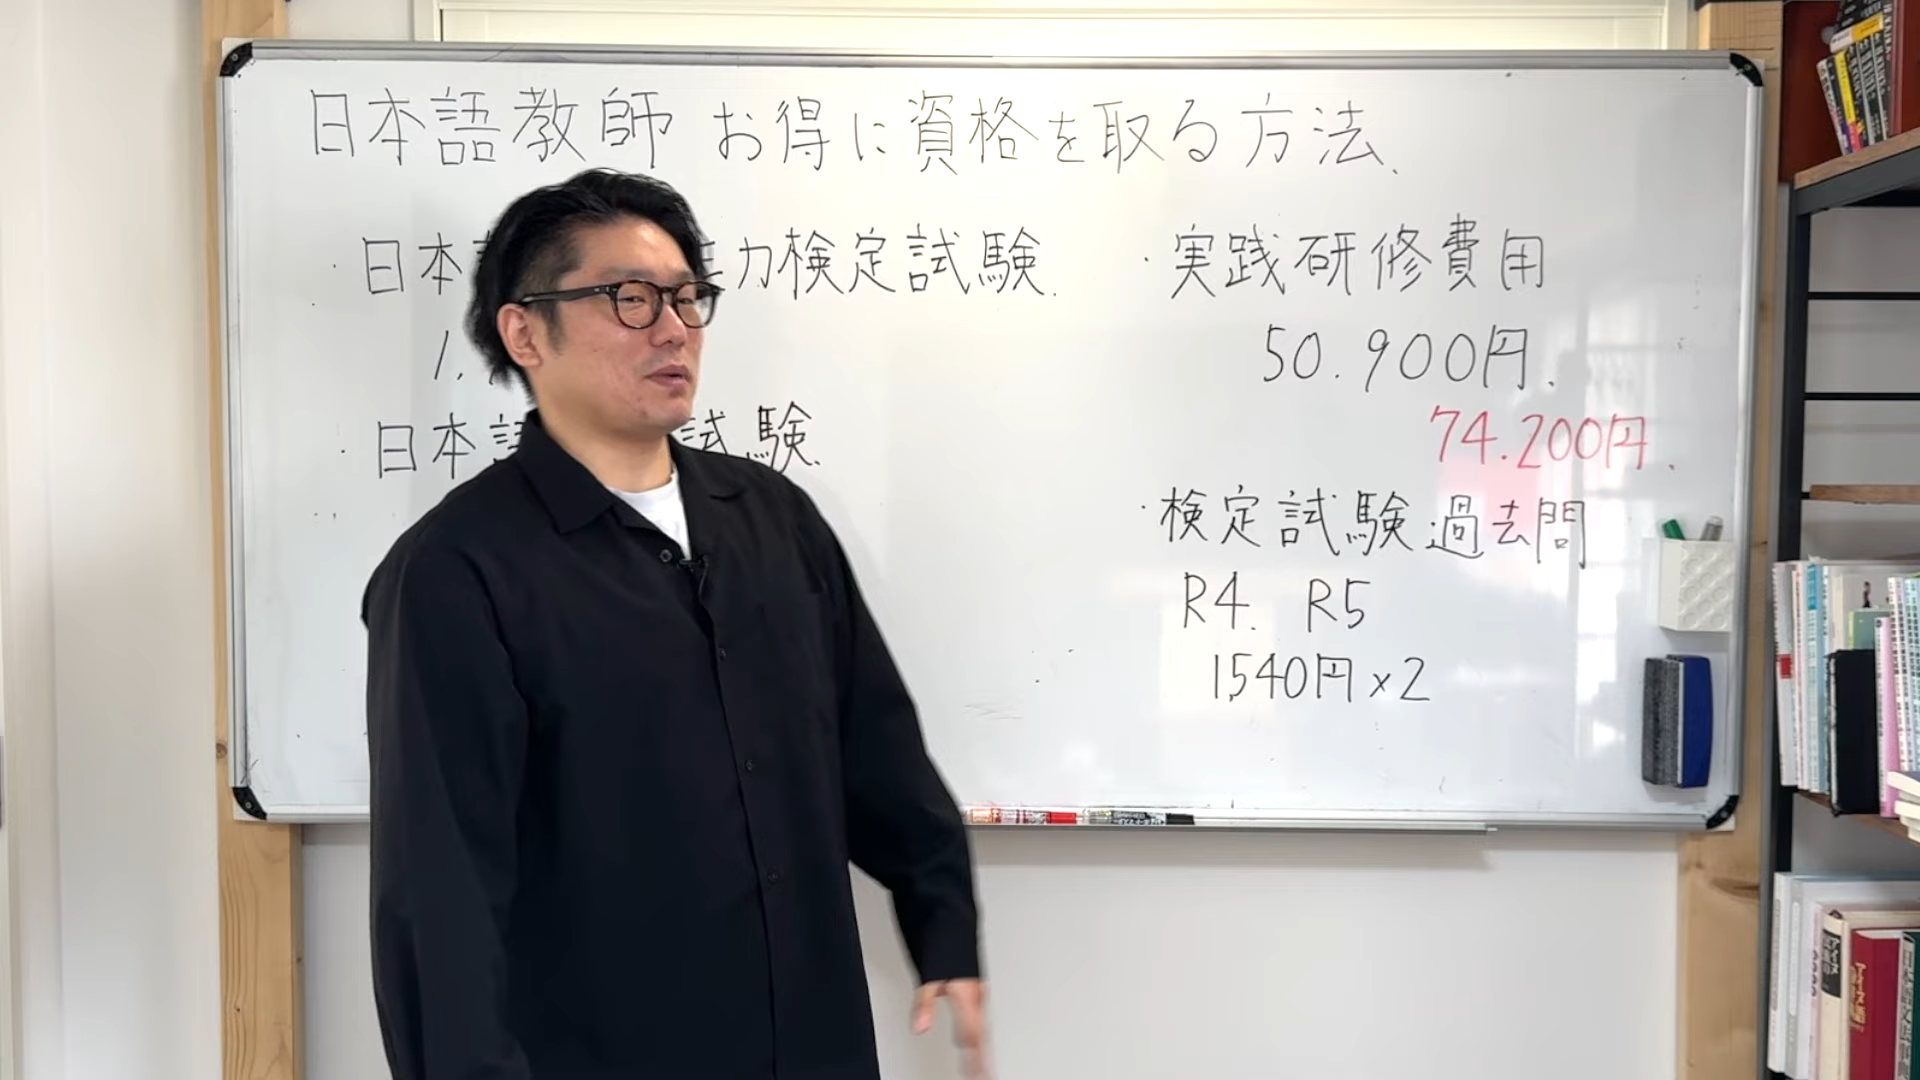 日本語教師 お得に資格を取る方法、
・日本 力検定試験
・日本 試験
・実践研修費用
50.900円.
74.200円.
・検定試験過去問
R4. R5
1540円×2